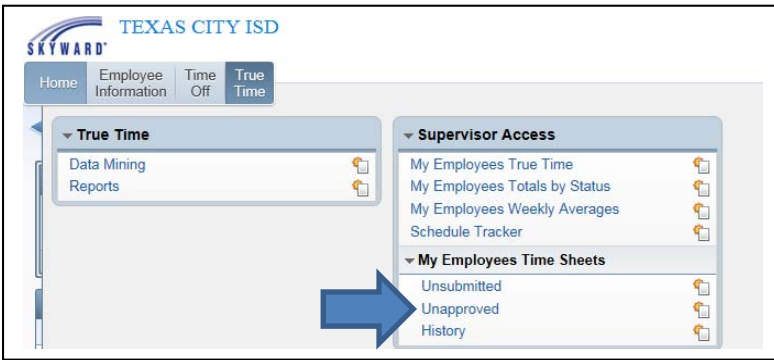 TEXAS CITY ISD
SKYWARD®
Home
Employee Information
Time Off
True Time
True Time
Data Mining
Reports
Supervisor Access
My Employees True Time
My Employees Totals by Status
My Employees Weekly Averages
Schedule Tracker
My Employees Time Sheets
Unsubmitted
Unapproved
History